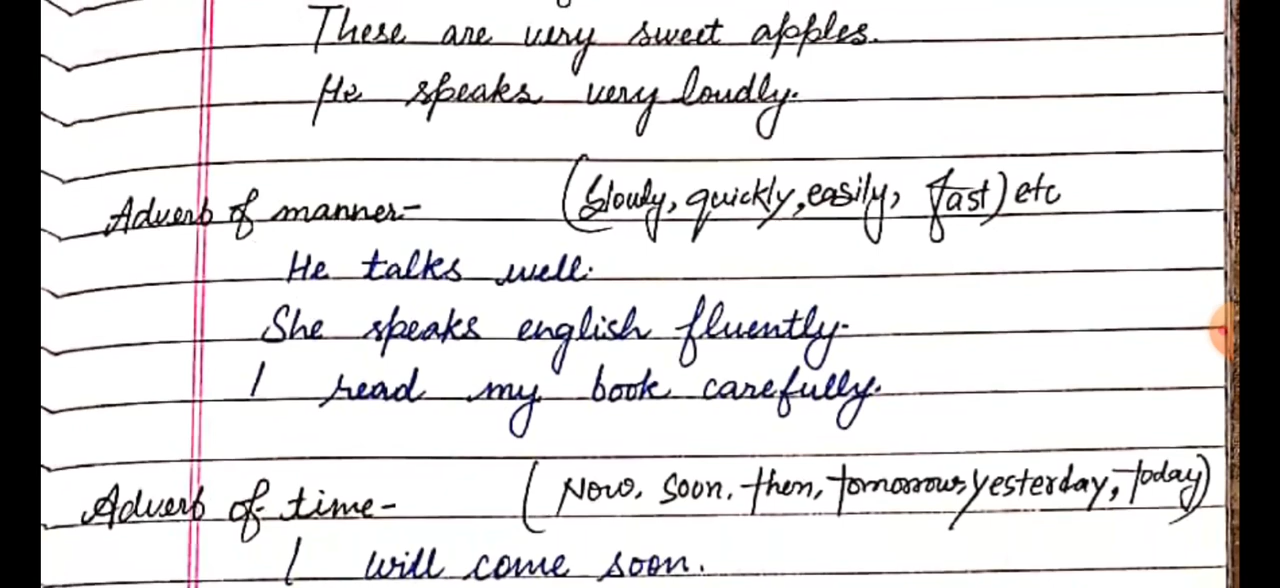 These are very sweet apples.
He speaks very loudly.
Adverb of manner- (slowly, quickly, easily, fast) etc
He talks well.
She speaks english fluently.
I read my book carefully.
Adverb of time- (Now, soon, then, tomorrow, yesterday, today)
I will come soon.